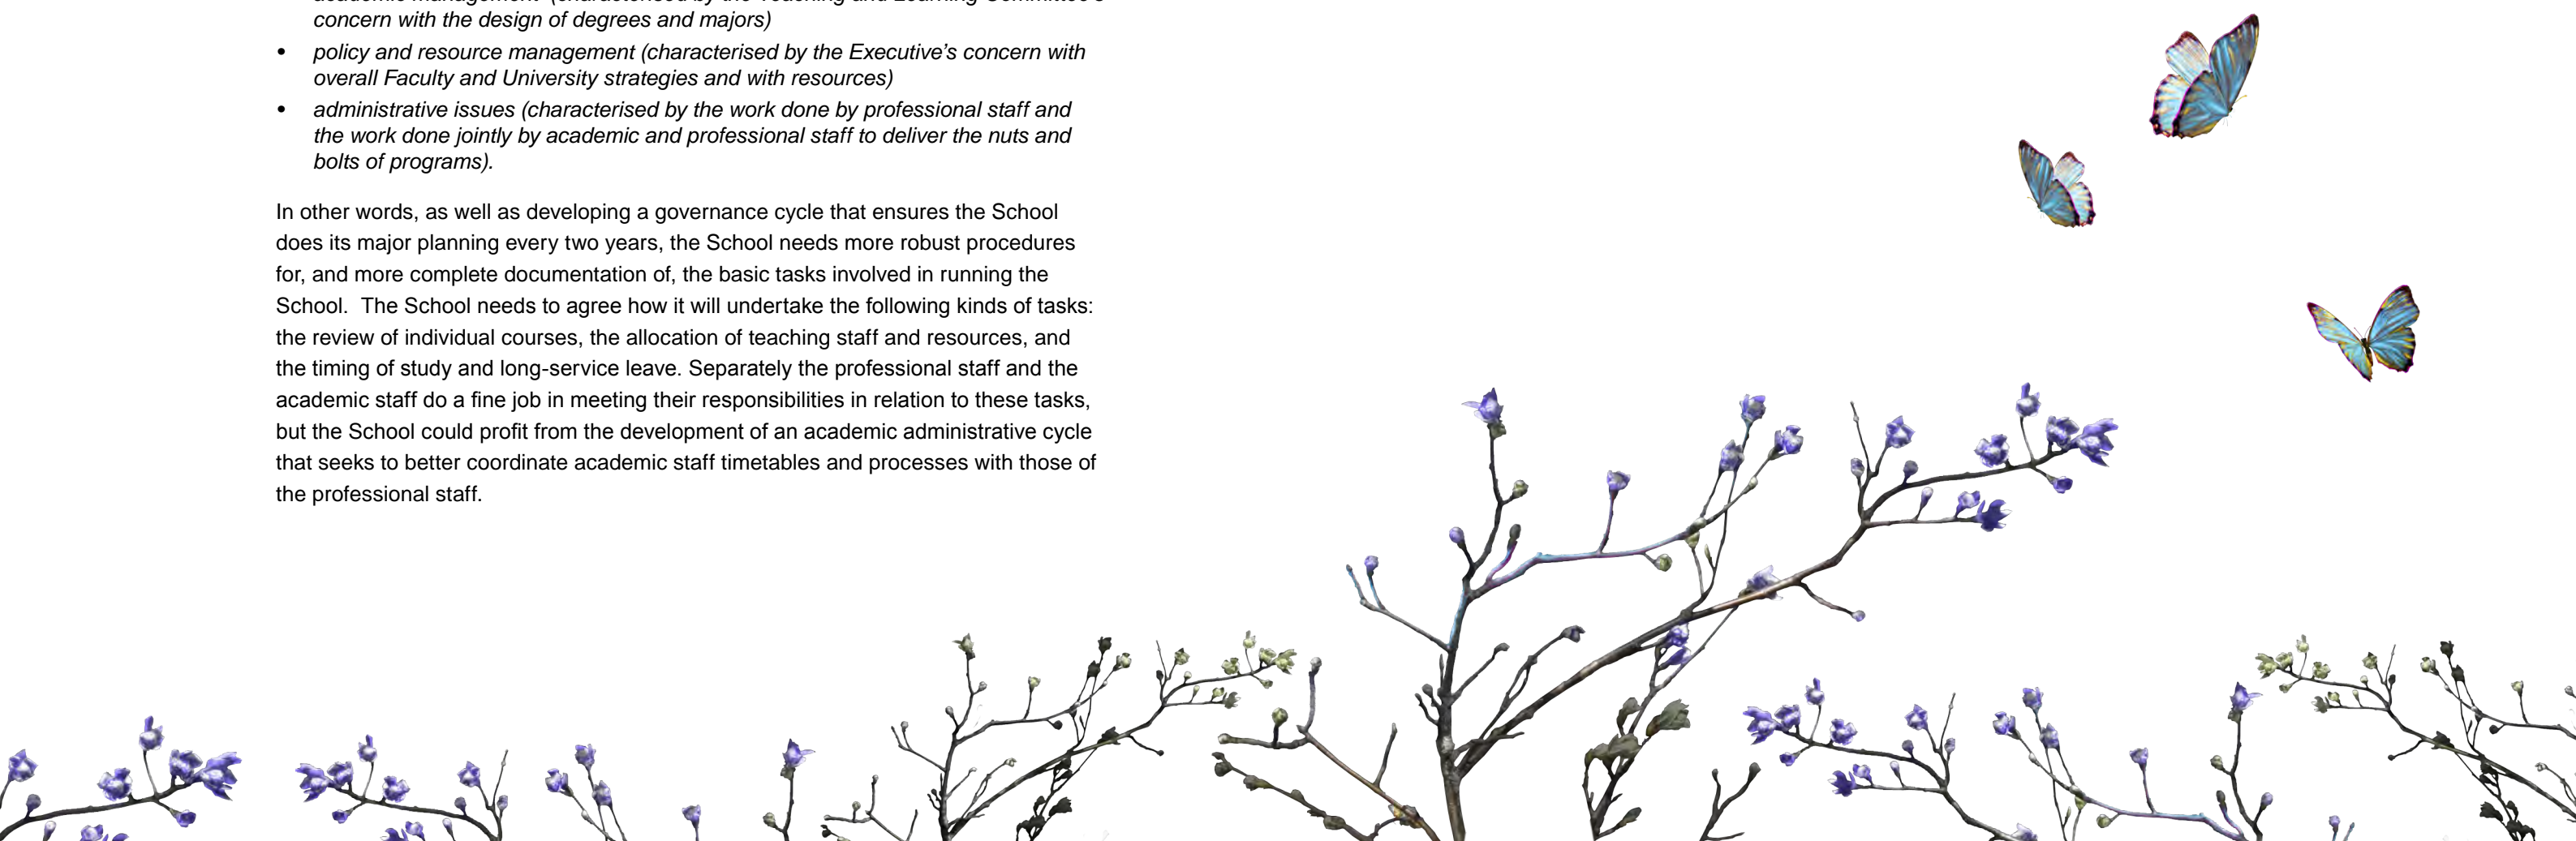 academic management (characterised by the Teaching and Learning Committee's
concern with the design of degrees and majors)
• policy and resource management (characterised by the Executive’s concern with
overall Faculty and University strategies and with resources)
• administrative issues (characterised by the work done by professional staff and
the work done jointly by academic and professional staff to deliver the nuts and
bolts of programs).
In other words, as well as developing a governance cycle that ensures the School
does its major planning every two years, the School needs more robust procedures
for, and more complete documentation of, the basic tasks involved in running the
School.  The School needs to agree how it will undertake the following kinds of tasks:
the review of individual courses, the allocation of teaching staff and resources, and
the timing of study and long-service leave. Separately the professional staff and the
academic staff do a fine job in meeting their responsibilities in relation to these tasks,
but the School could profit from the development of an academic administrative cycle
that seeks to better coordinate academic staff timetables and processes with those of
the professional staff.